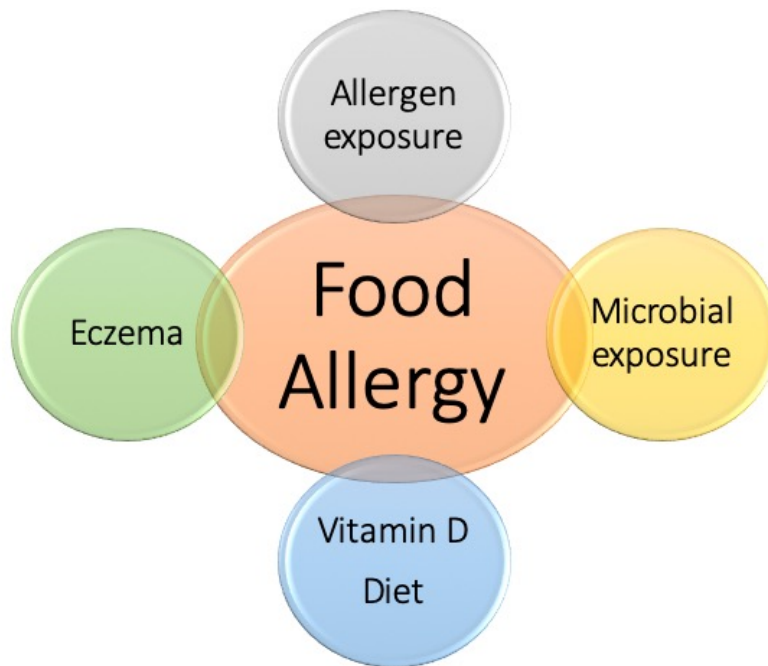 Allergen
exposure
Food
Allergy
Eczema
Microbial
exposure
Vitamin D
Diet